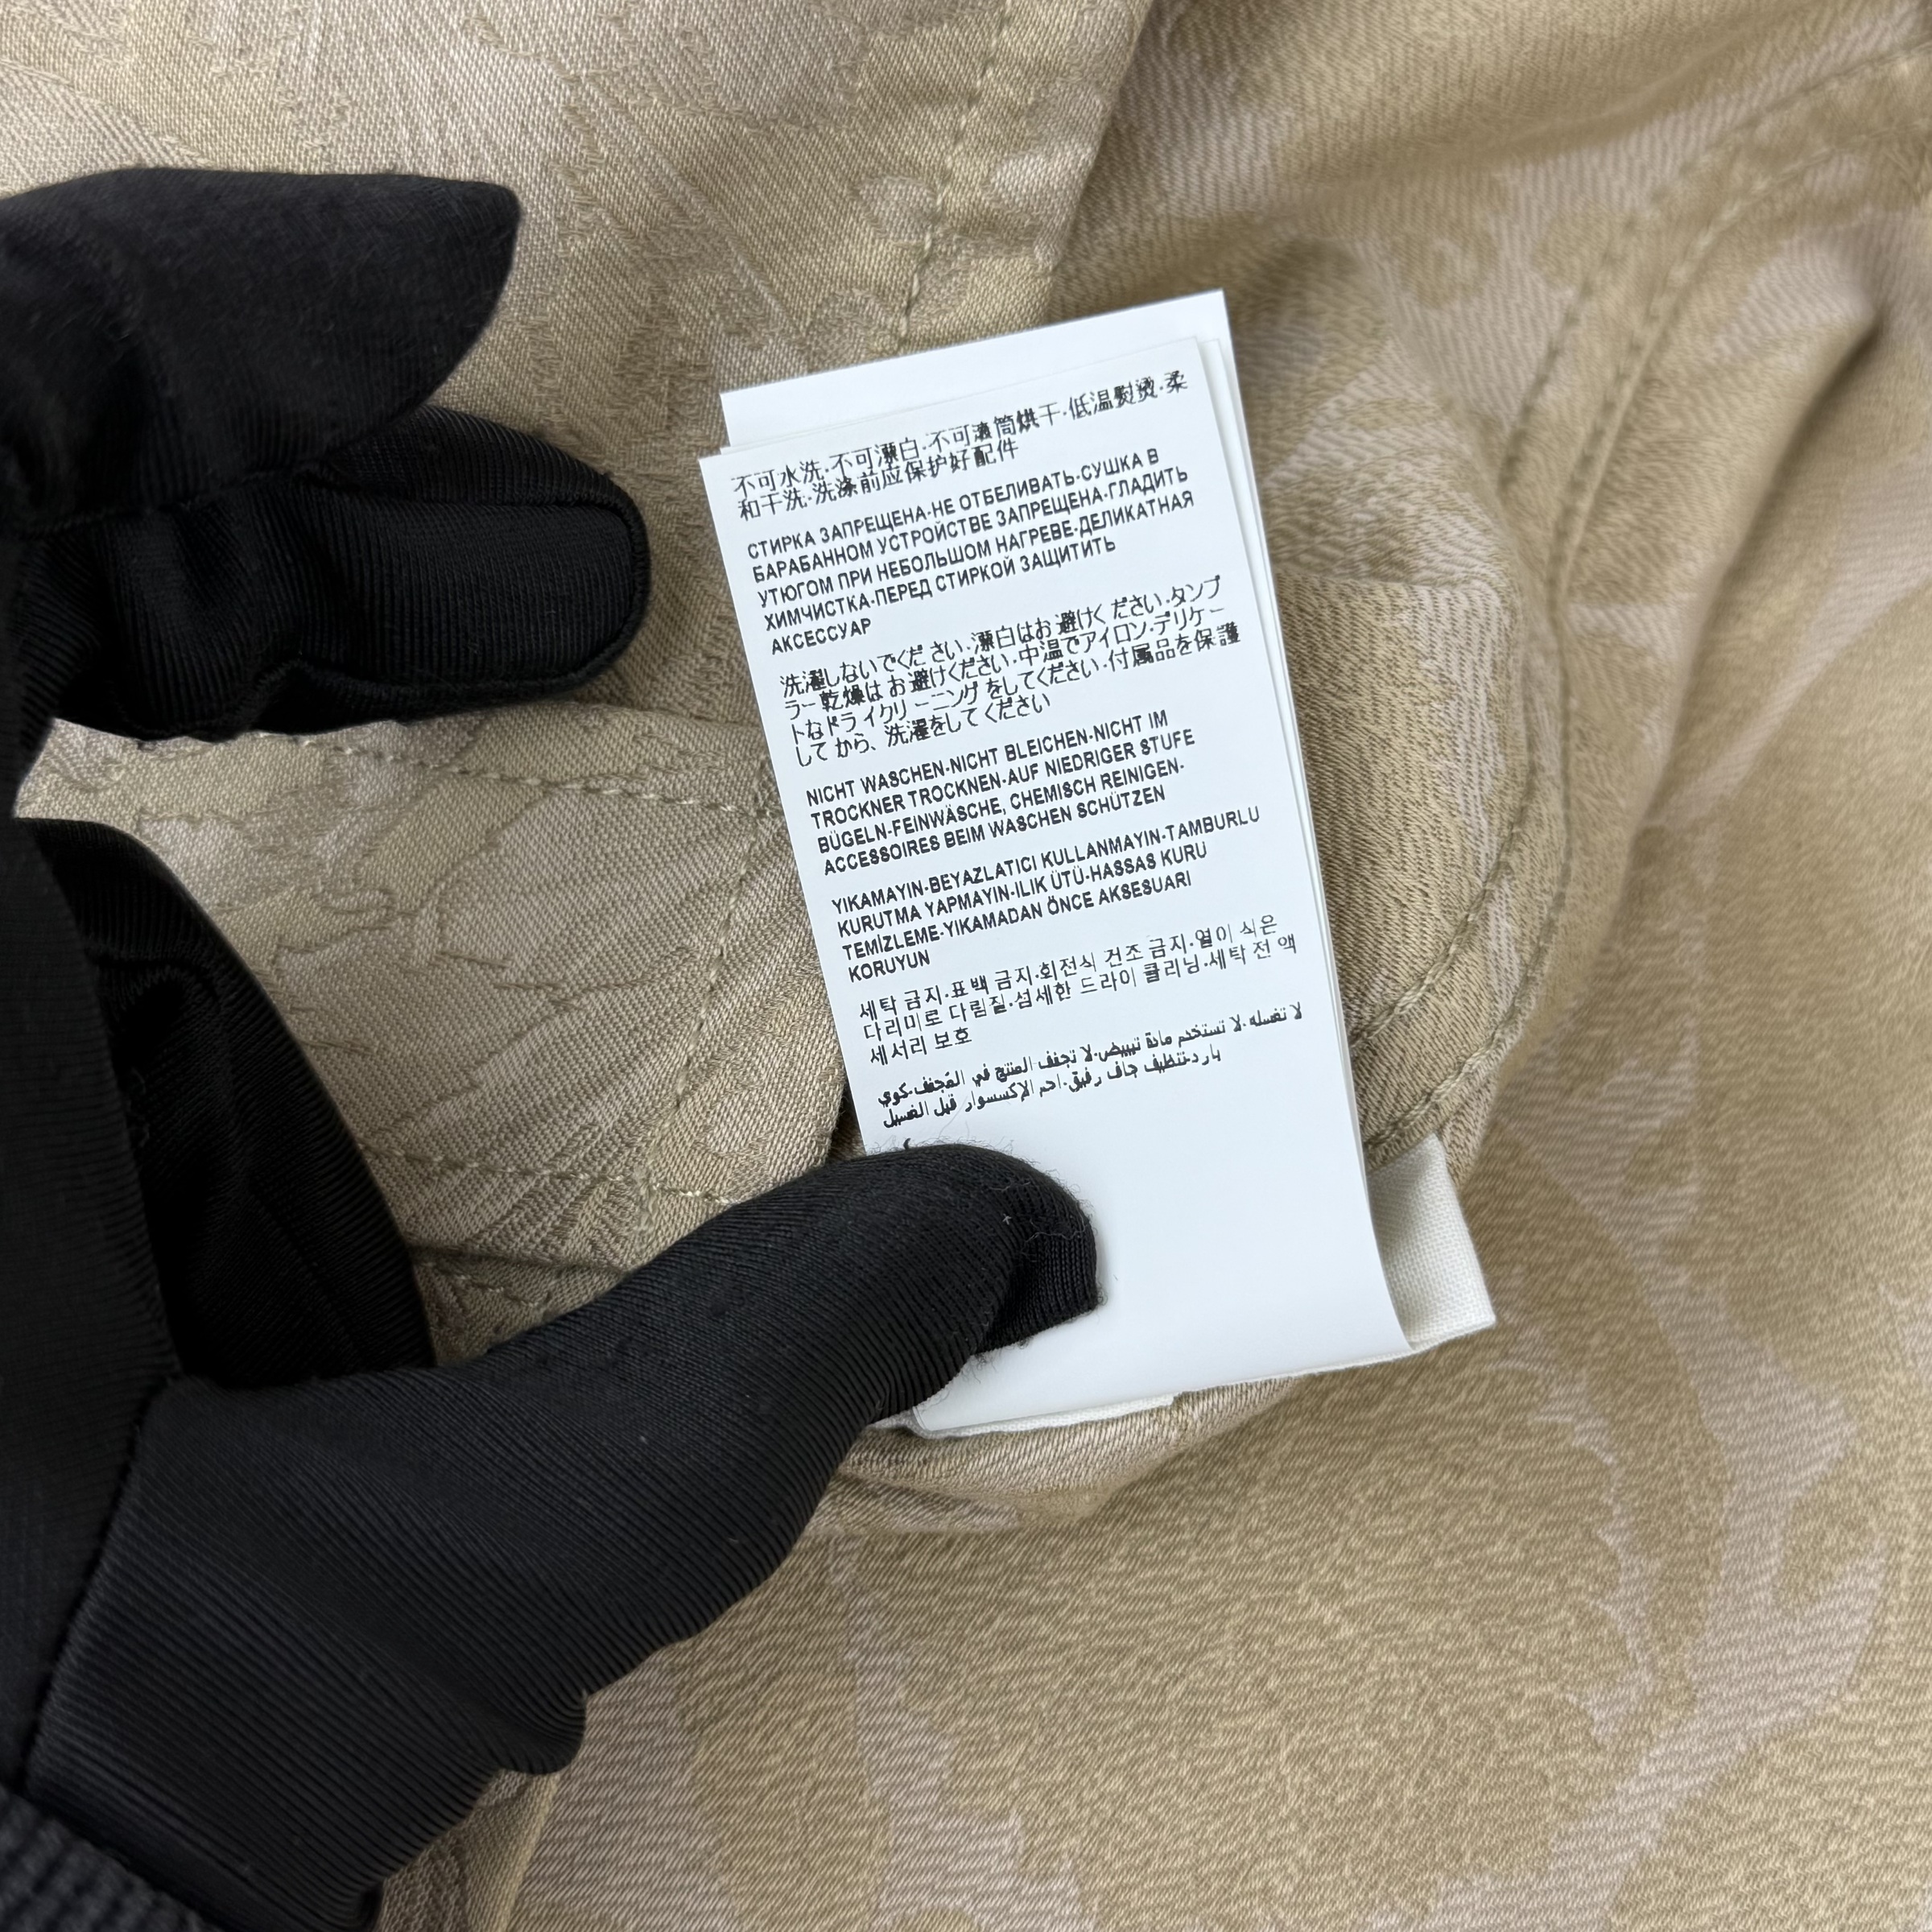 不可水洗·不可漂白·不可滚筒烘干·低温熨烫·柔
和干洗·洗涤前应保护好配件
СТИРКА ЗАПРЕЩЕНА-НЕ ОТБЕЛИВАТЬ-СУШКА В
БАРАБАННОМ УСТРОЙСТВЕ ЗАПРЕЩЕНА-ГЛАДИТЬ
УТЮГОМ ПРИ НЕБОЛЬШОМ НАГРЕВЕ-ДЕЛИКАТНАЯ
ХИМЧИСТКА-ПЕРЕД СТИРКОЙ ЗАЩИТИТЬ
АКСЕССУАР
洗濯しないでください·漂白はお避けください·タンブ
ラー乾燥はお避けください·中温でアイロン·デリケー
トなドライクリーニングをしてください·付属品を保護
してから、洗濯をしてください
NICHT WASCHEN-NICHT BLEICHEN-NICHT IM
TROCKNER TROCKNEN-AUF NIEDRIGER STUFE
BÜGELN-FEINWÄSCHE, CHEMISCH REINIGEN-
ACCESSOIRES BEIM WASCHEN SCHÜTZEN
YIKAMAYIN-BEYAZLATICI KULLANMAYIN-TAMBURLU
KURUTMA YAPMAYIN-ILIK ÜTÜ-HASSAS KURU
TEMİZLEME-YIKAMADAN ÖNCE AKSESUARI
KORUYUN
세탁 금지·표백 금지·회전식 건조 금지·열이 식은
다리미로 다림질·섬세한 드라이 클리닝·세탁 전 액
세서리 보호
لا تغسله-لا تستخدم مادة تبييض-لا تجفف المنتج في المجفف-كوي
بارد-تنظيف جاف رفيق-احم الإكسسوار قبل الغسيل